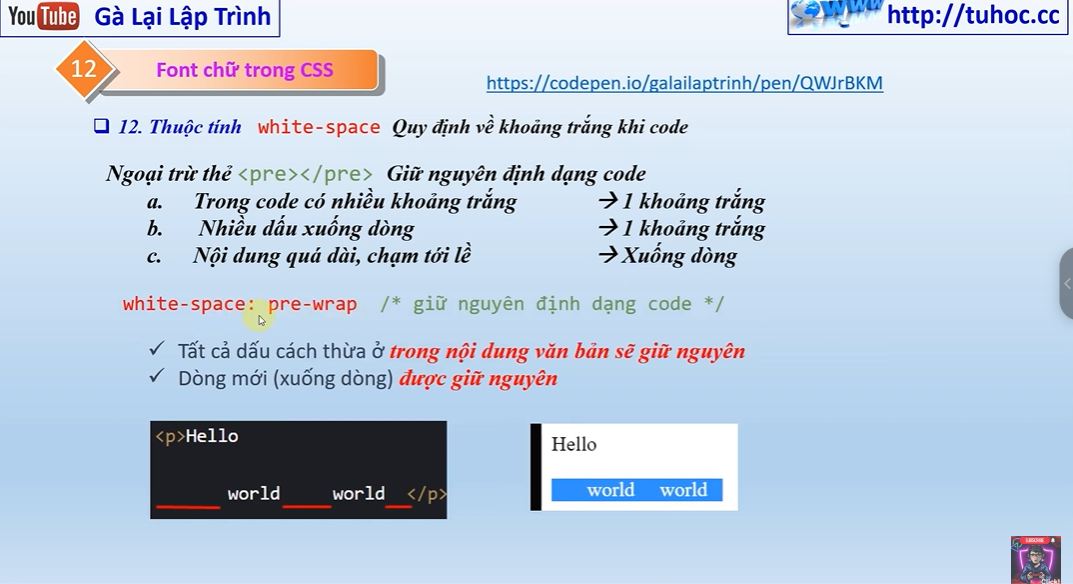 YouTube Gà Lại Lập Trình
WWW http://tuhoc.cc
12 Font chữ trong CSS
https://codepen.io/galailaptrinh/pen/QWJrBKM
12. Thuộc tính white-space Quy định về khoảng trắng khi code
Ngoại trừ thẻ <pre></pre> Giữ nguyên định dạng code
a. Trong code có nhiều khoảng trắng → 1 khoảng trắng
b. Nhiều dấu xuống dòng → 1 khoảng trắng
c. Nội dung quá dài, chạm tới lề → Xuống dòng
white-space: pre-wrap /* giữ nguyên định dạng code */
✓ Tất cả dấu cách thừa ở trong nội dung văn bản sẽ giữ nguyên
✓ Dòng mới (xuống dòng) được giữ nguyên
<p>Hello
world world </p>
Hello
world world